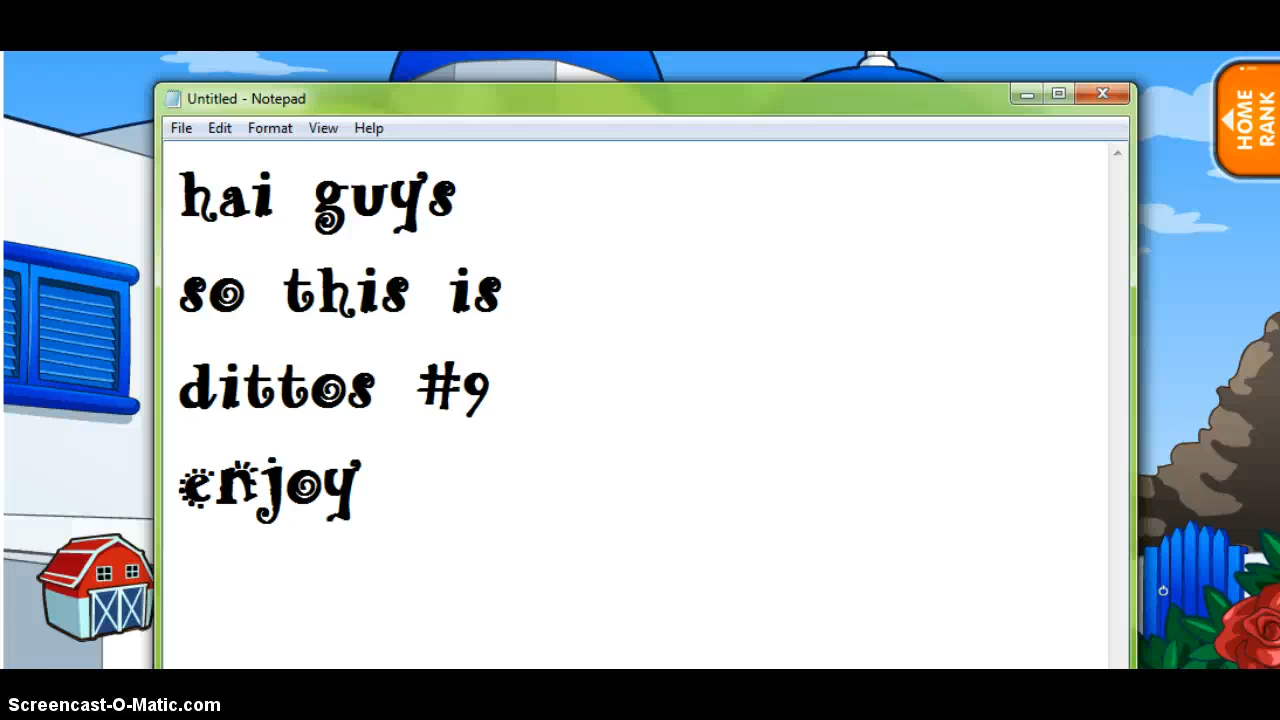 Untitled - Notepad
HOME
RANK
File Edit Format View Help
hai guys
so this is
dittos #9
enjoy
Screencast-O-Matic.com